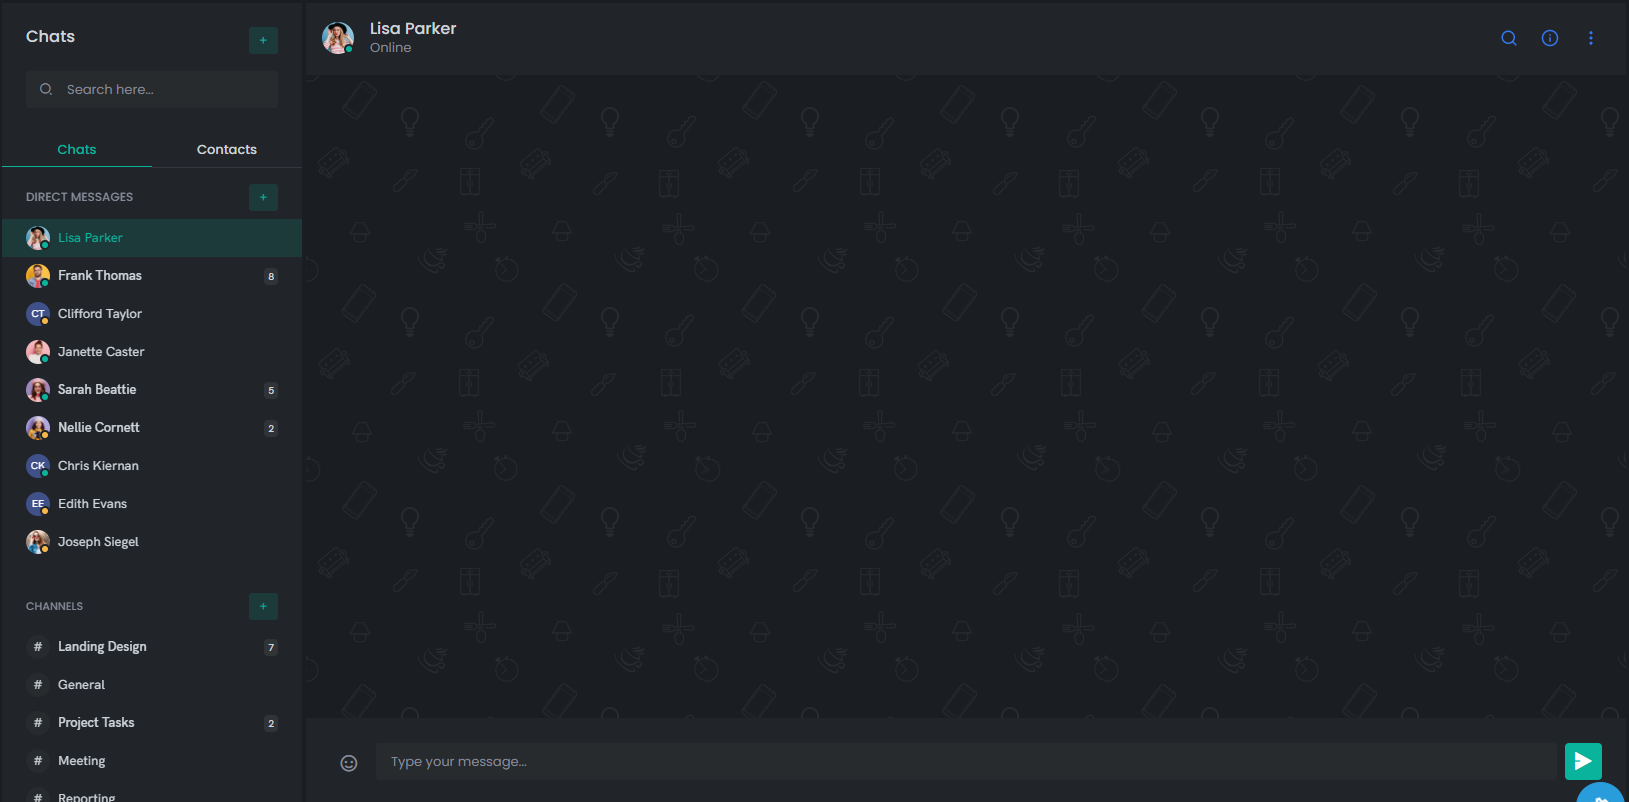 Chats
+
Search here...
Chats
Contacts
DIRECT MESSAGES
+
Lisa Parker
Frank Thomas
8
CT
Clifford Taylor
Janette Caster
Sarah Beattie
5
Nellie Cornett
2
CK
Chris Kiernan
EE
Edith Evans
Joseph Siegel
CHANNELS
+
# Landing Design
7
# General
# Project Tasks
2
# Meeting
# Reporting
Lisa Parker
Online
Type your message...